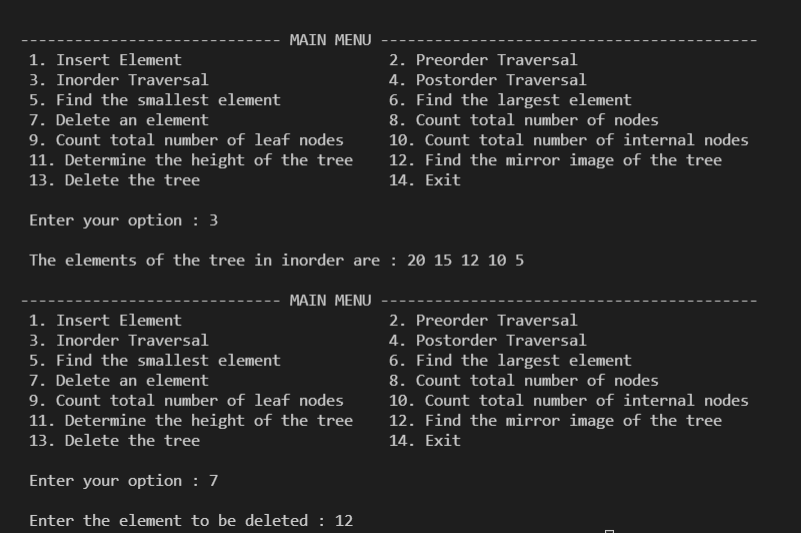 ---------------------------- MAIN MENU -----------------------------------------
1. Insert Element                       2. Preorder Traversal
3. Inorder Traversal                    4. Postorder Traversal
5. Find the smallest element            6. Find the largest element
7. Delete an element                    8. Count total number of nodes
9. Count total number of leaf nodes     10. Count total number of internal nodes
11. Determine the height of the tree    12. Find the mirror image of the tree
13. Delete the tree                     14. Exit
Enter your option : 3
The elements of the tree in inorder are : 20 15 12 10 5
---------------------------- MAIN MENU -----------------------------------------
1. Insert Element                       2. Preorder Traversal
3. Inorder Traversal                    4. Postorder Traversal
5. Find the smallest element            6. Find the largest element
7. Delete an element                    8. Count total number of nodes
9. Count total number of leaf nodes     10. Count total number of internal nodes
11. Determine the height of the tree    12. Find the mirror image of the tree
13. Delete the tree                     14. Exit
Enter your option : 7
Enter the element to be deleted : 12